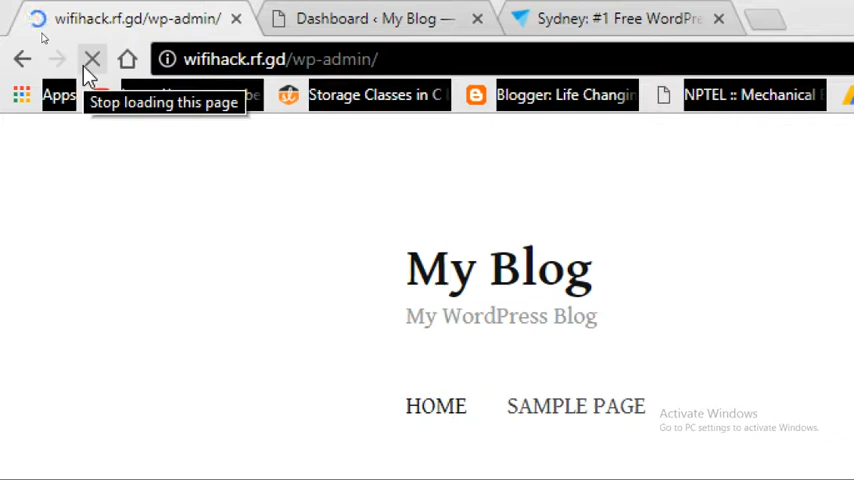 wifihack.rf.gd/wp-admin/
Dashboard ‹ My Blog —
Sydney: #1 Free WordPre
wifihack.rf.gd/wp-admin/
Apps
be
Storage Classes in C
Blogger: Life Changin
NPTEL :: Mechanical
Stop loading this page
My Blog
My WordPress Blog
HOME SAMPLE PAGE
Activate Windows
Go to PC settings to activate Windows.